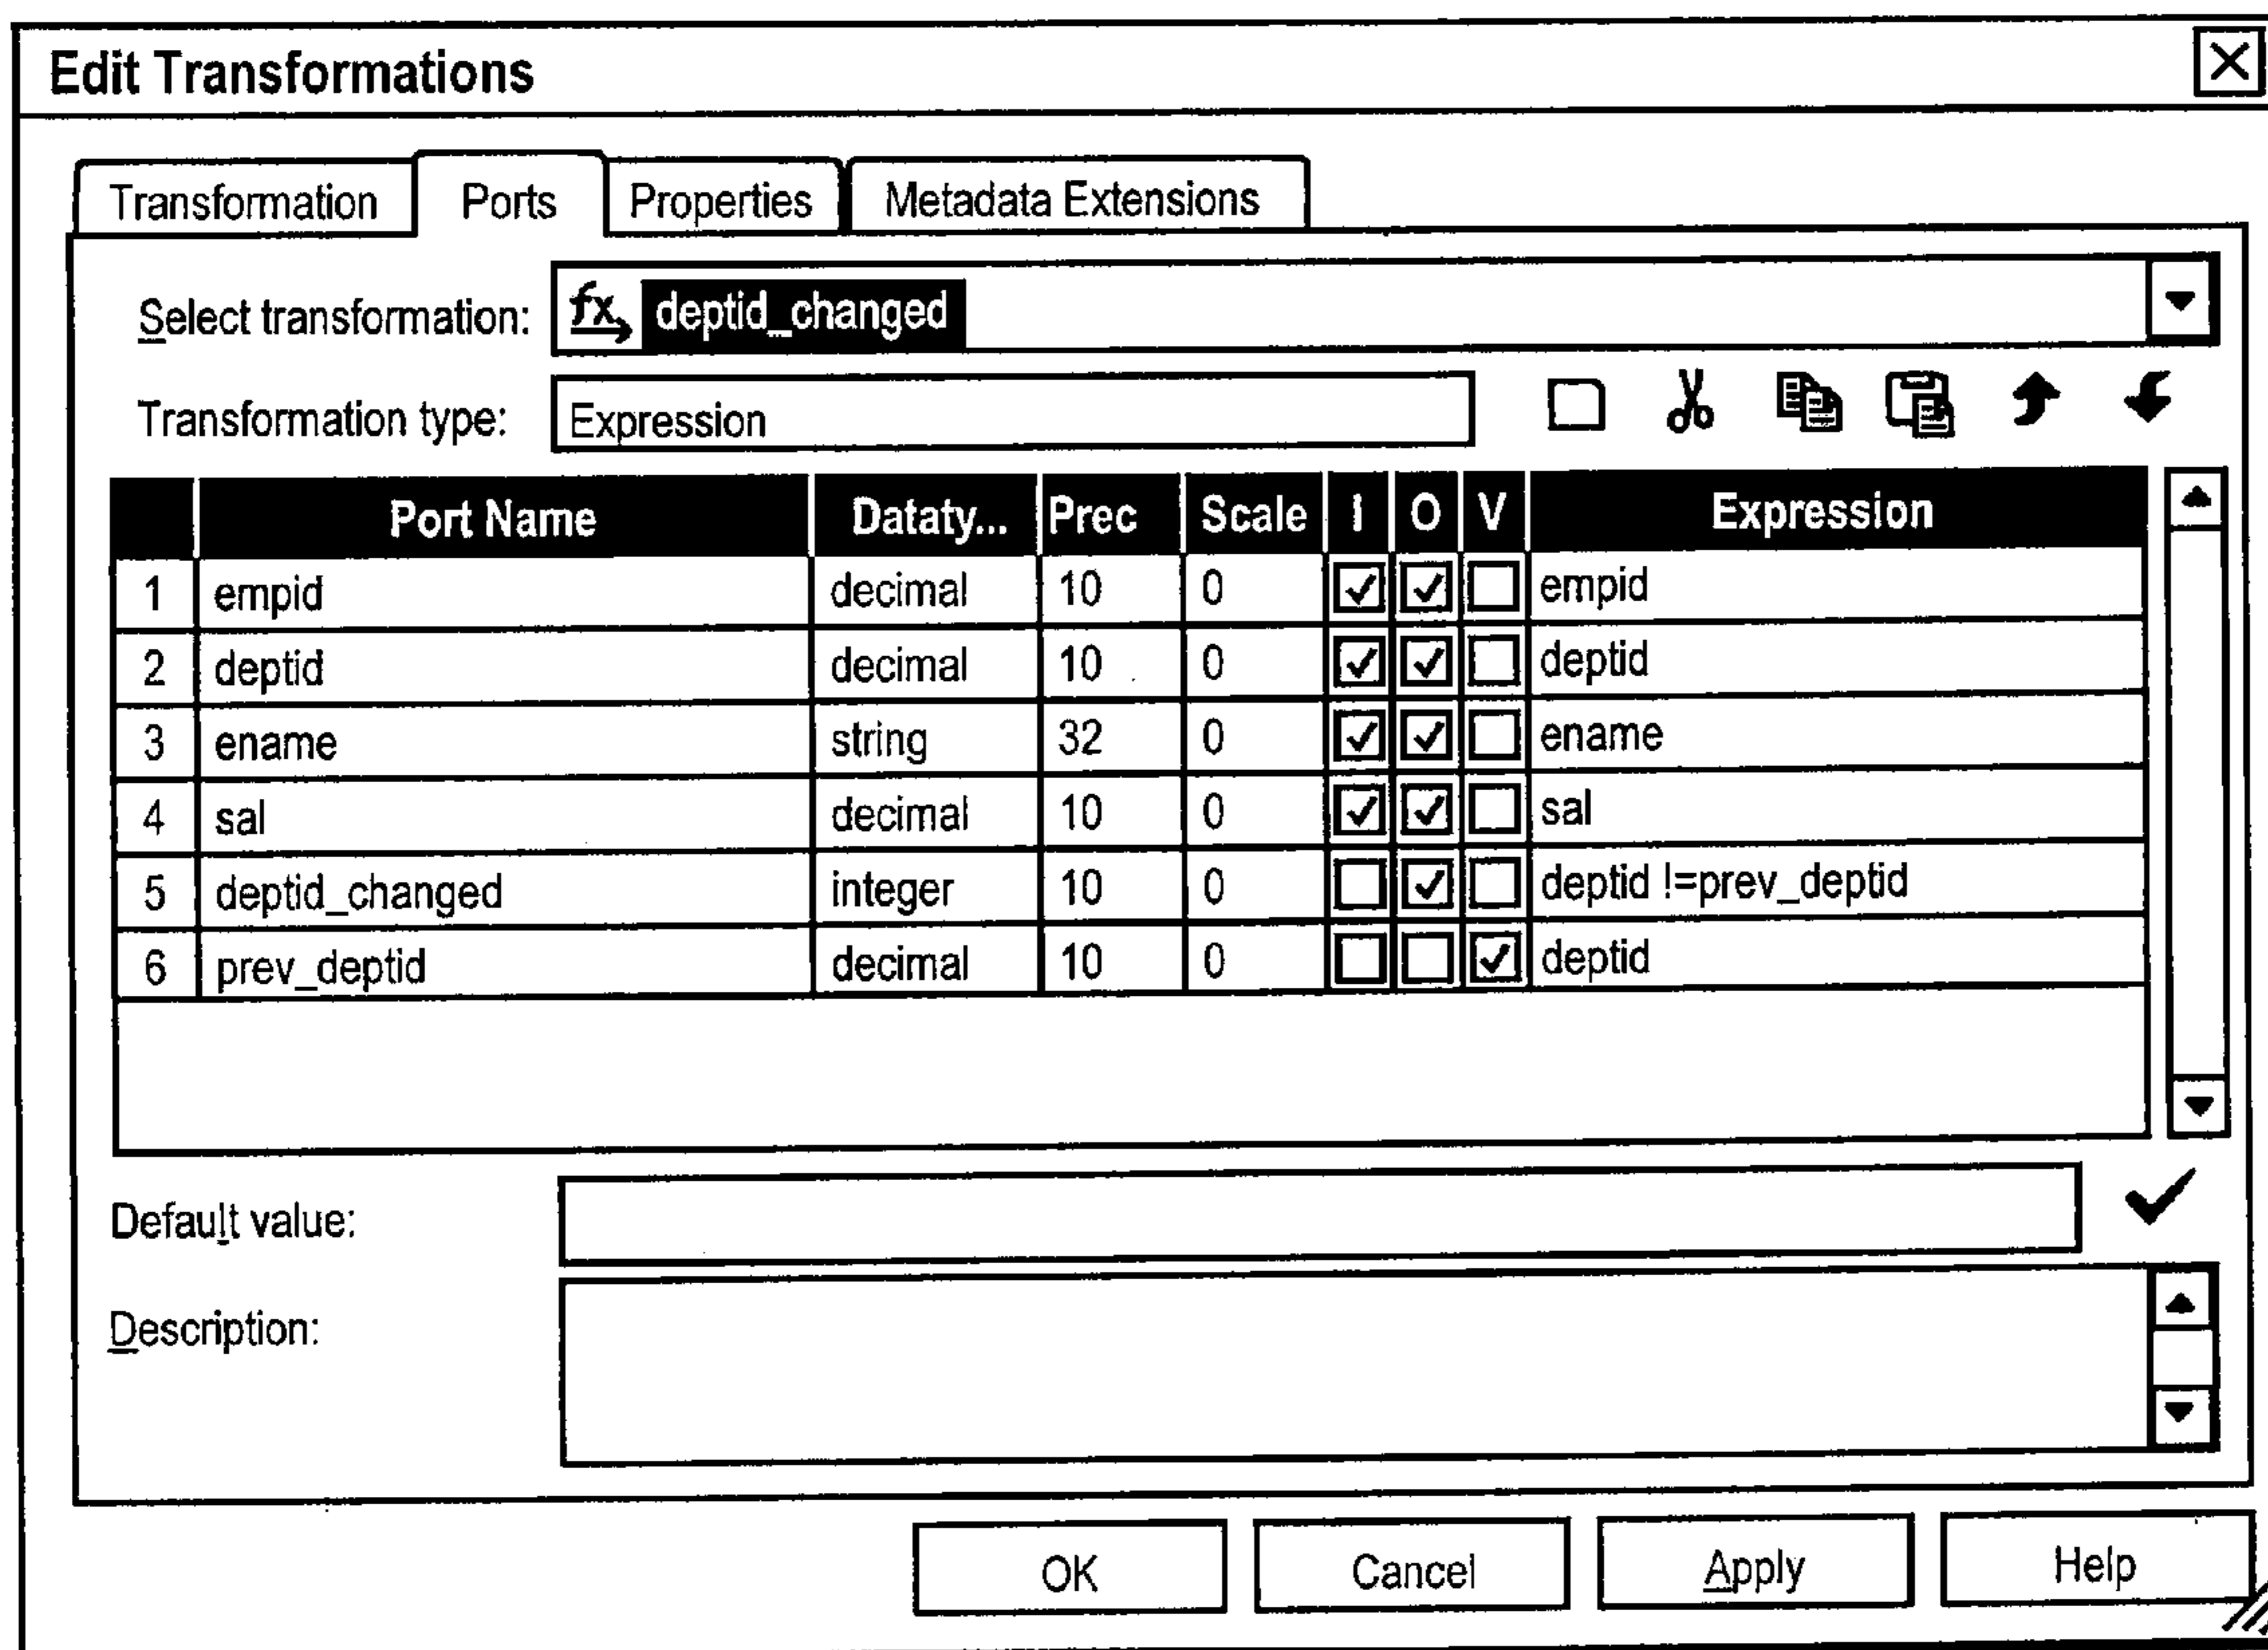 Edit Transformations
Transformation Ports Properties Metadata Extensions
Select transformation: fx deptid_changed
Transformation type: Expression
Port Name Dataty... Prec Scale I O V Expression
1 empid decimal 10 0 empid
2 deptid decimal 10 0 deptid
3 ename string 32 0 ename
4 sal decimal 10 0 sal
5 deptid_changed integer 10 0 deptid !=prev_deptid
6 prev_deptid decimal 10 0 deptid
Default value:
Description:
OK Cancel Apply Help